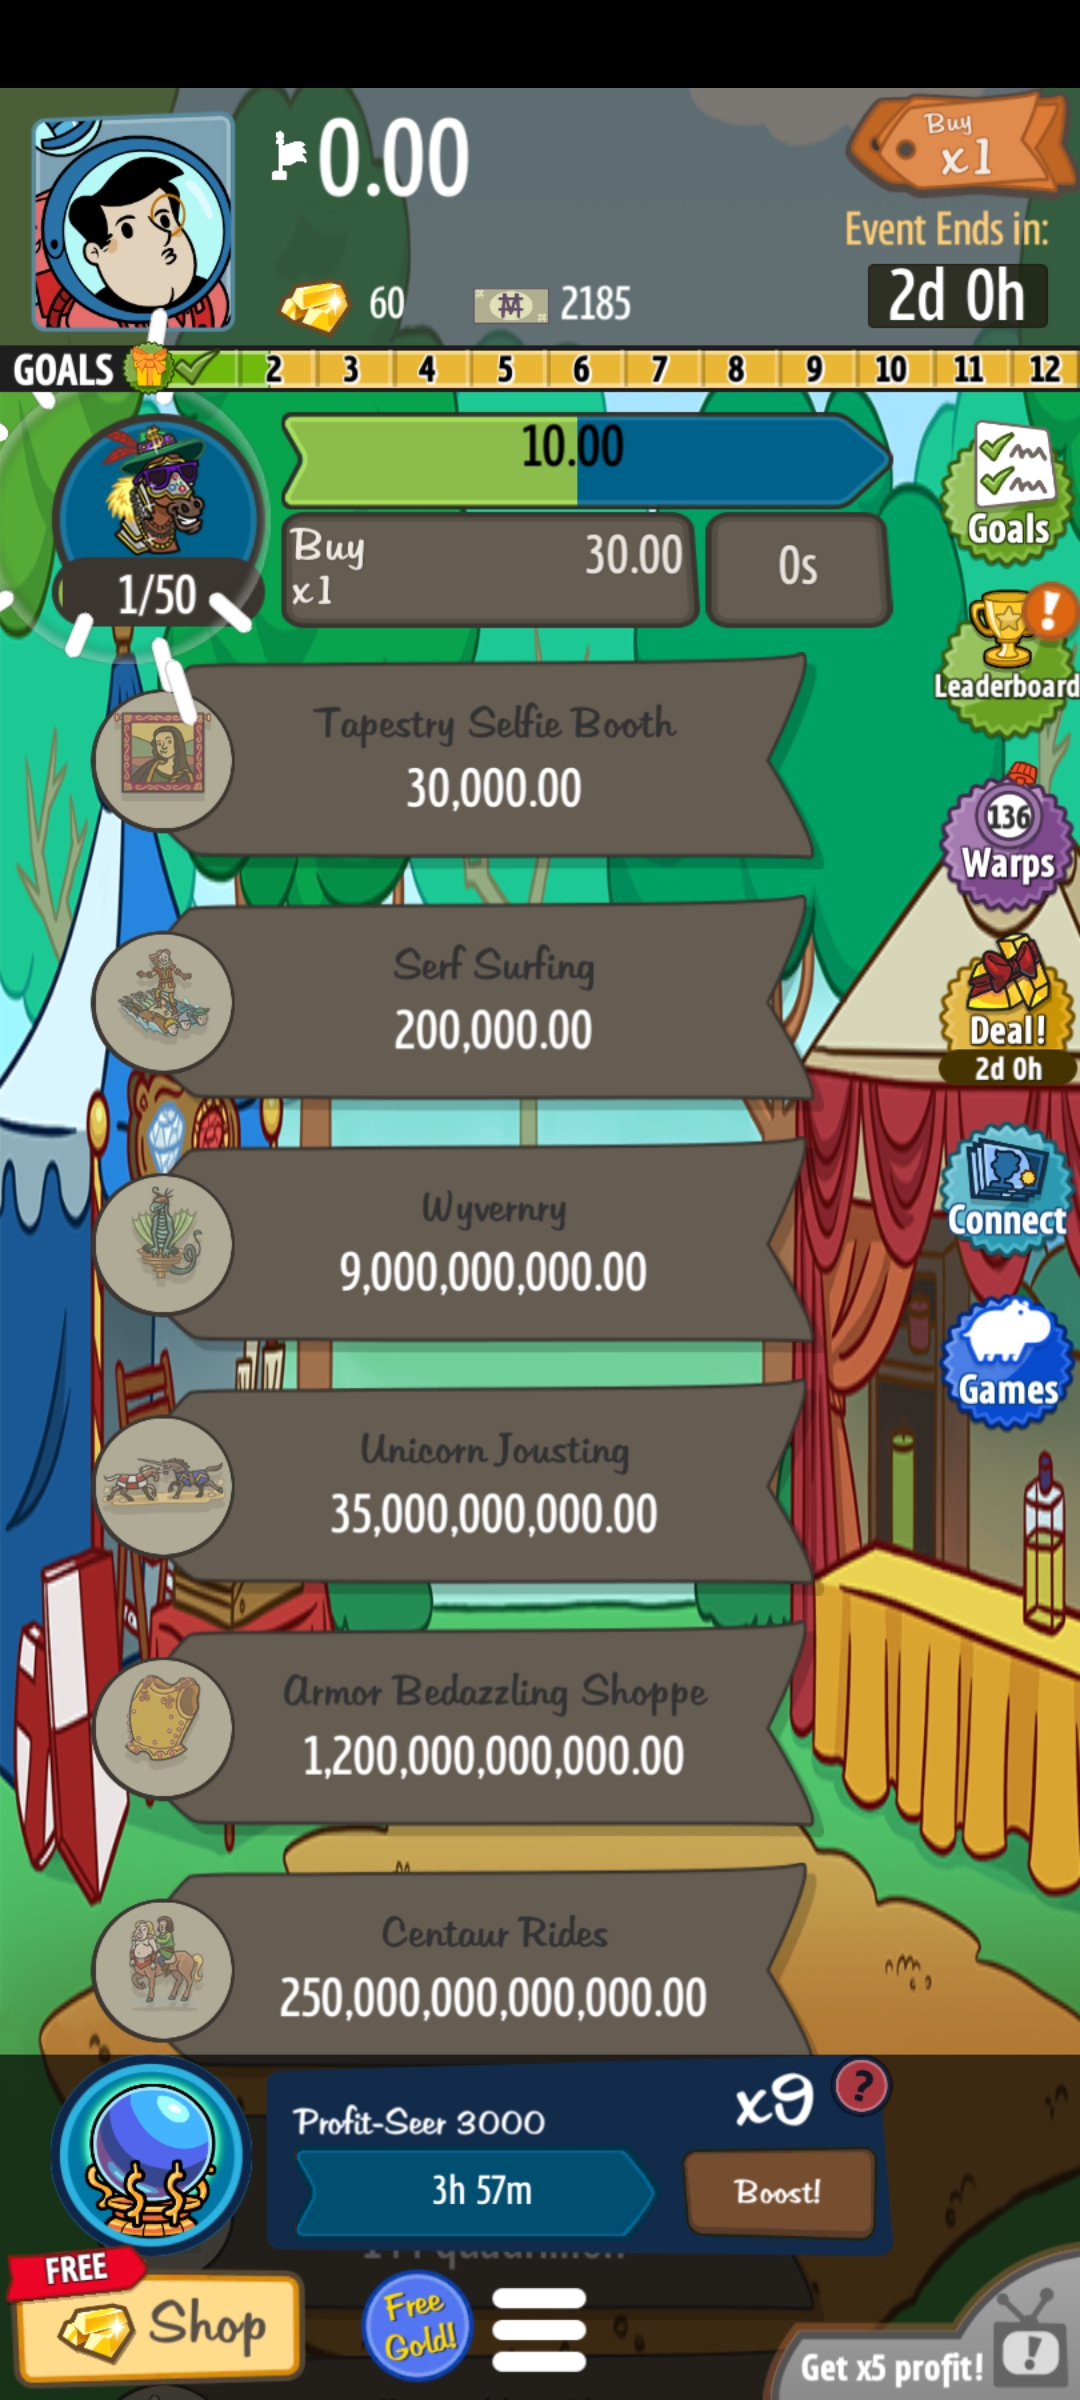 0.00
Buy
x1
Event Ends in:
60
2185
2d 0h
GOALS 2 3 4 5 6 7 8 9 10 11 12
10.00
Buy
x1
30.00
0s
1/50
Goals
Leaderboard
Tapestry Selfie Booth
30,000.00
136
Warps
Serf Surfing
200,000.00
Deal!
2d 0h
Wyvernry
9,000,000,000.00
Connect
Games
Unicorn Jousting
35,000,000,000.00
Armor Bedazzling Shoppe
1,200,000,000,000.00
Centaur Rides
250,000,000,000,000.00
Profit-Seer 3000
x9
?
3h 57m
Boost!
FREE
Shop
Free
Gold!
Get x5 profit!